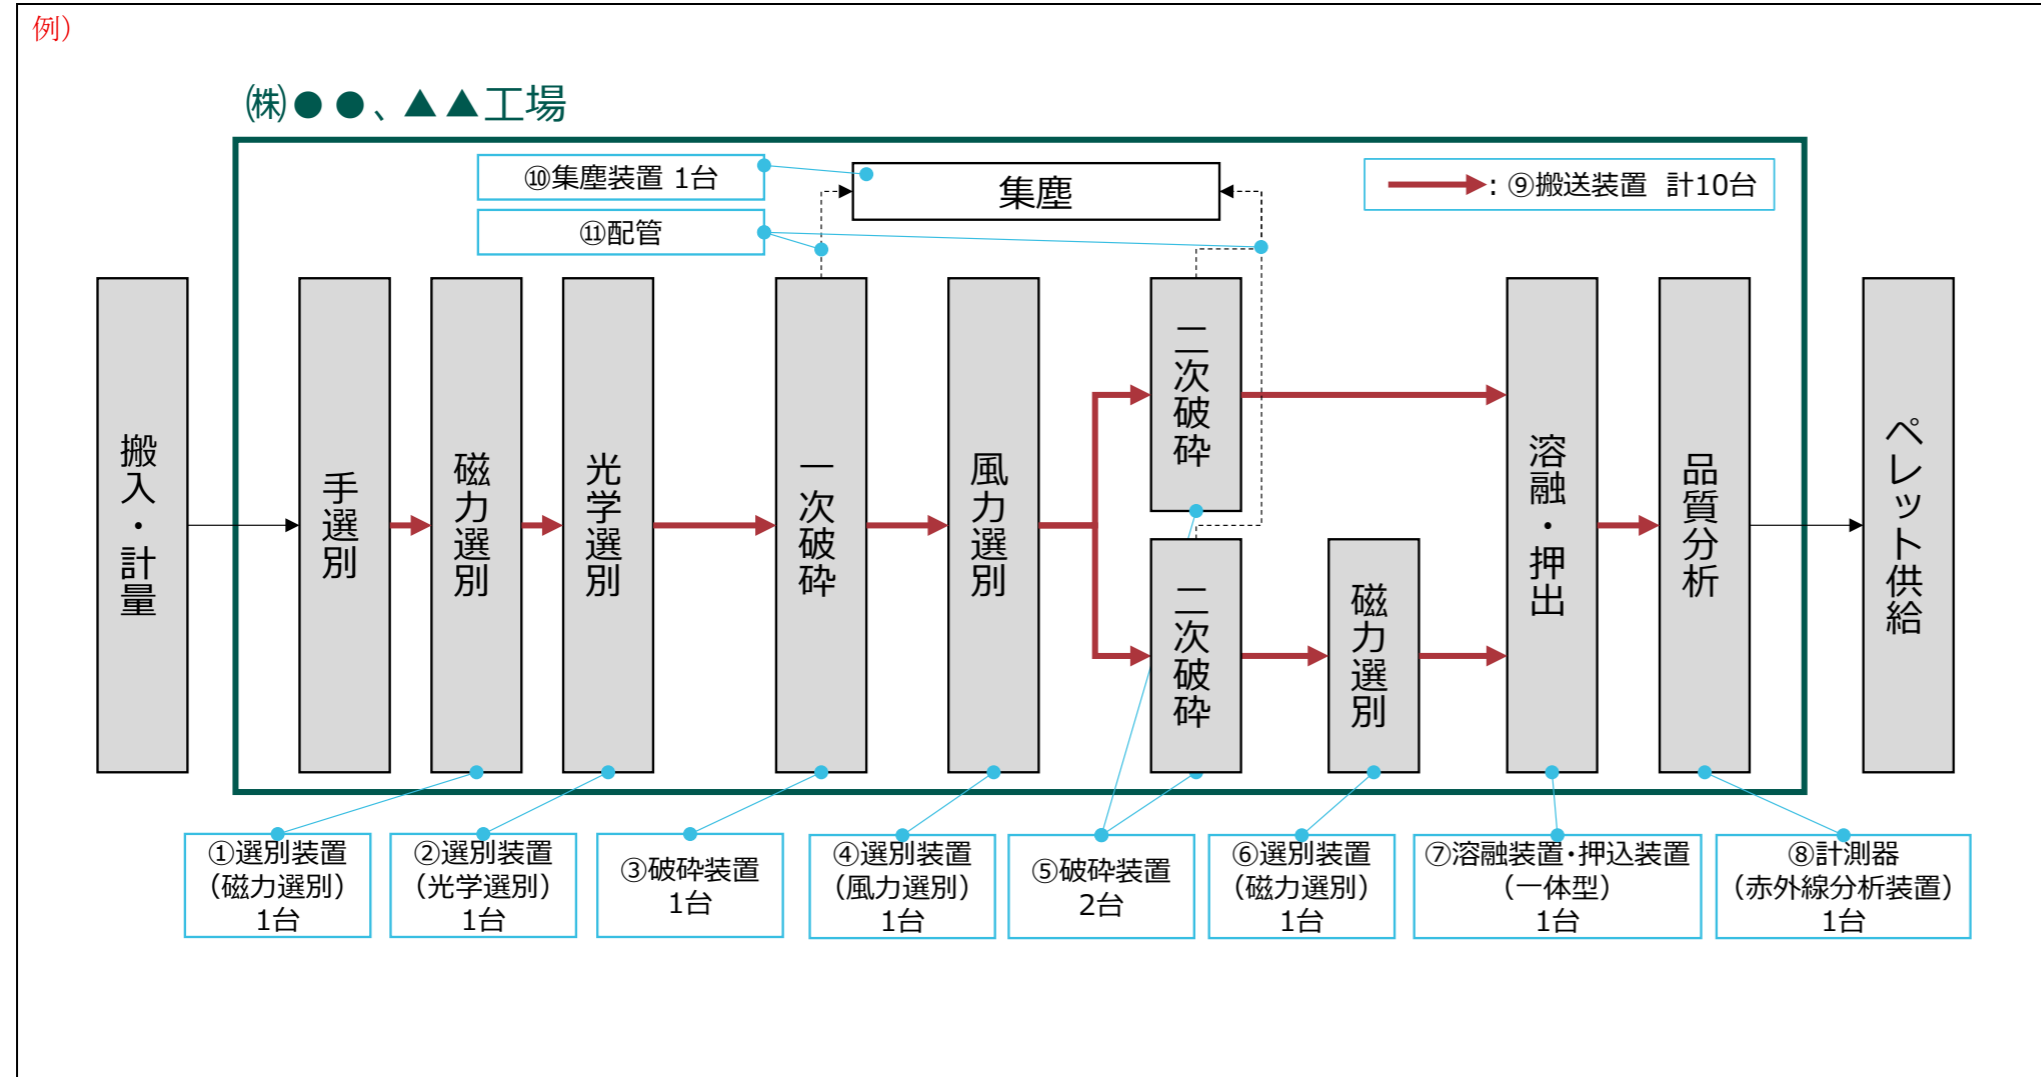 例）
㈱●●、▲▲工場
⑩集塵装置 1台
集塵
: ⑨搬送装置 計10台
⑪配管
搬入・計量
手選別
磁力選別
光学選別
一次破砕
風力選別
二次破砕
二次破砕
磁力選別
溶融・押出
品質分析
ペレット供給
①選別装置
（磁力選別）
1台
②選別装置
（光学選別）
1台
③破砕装置
1台
④選別装置
（風力選別）
1台
⑤破砕装置
2台
⑥選別装置
（磁力選別）
1台
⑦溶融装置・押込装置
（一体型）
1台
⑧計測器
（赤外線分析装置）
1台